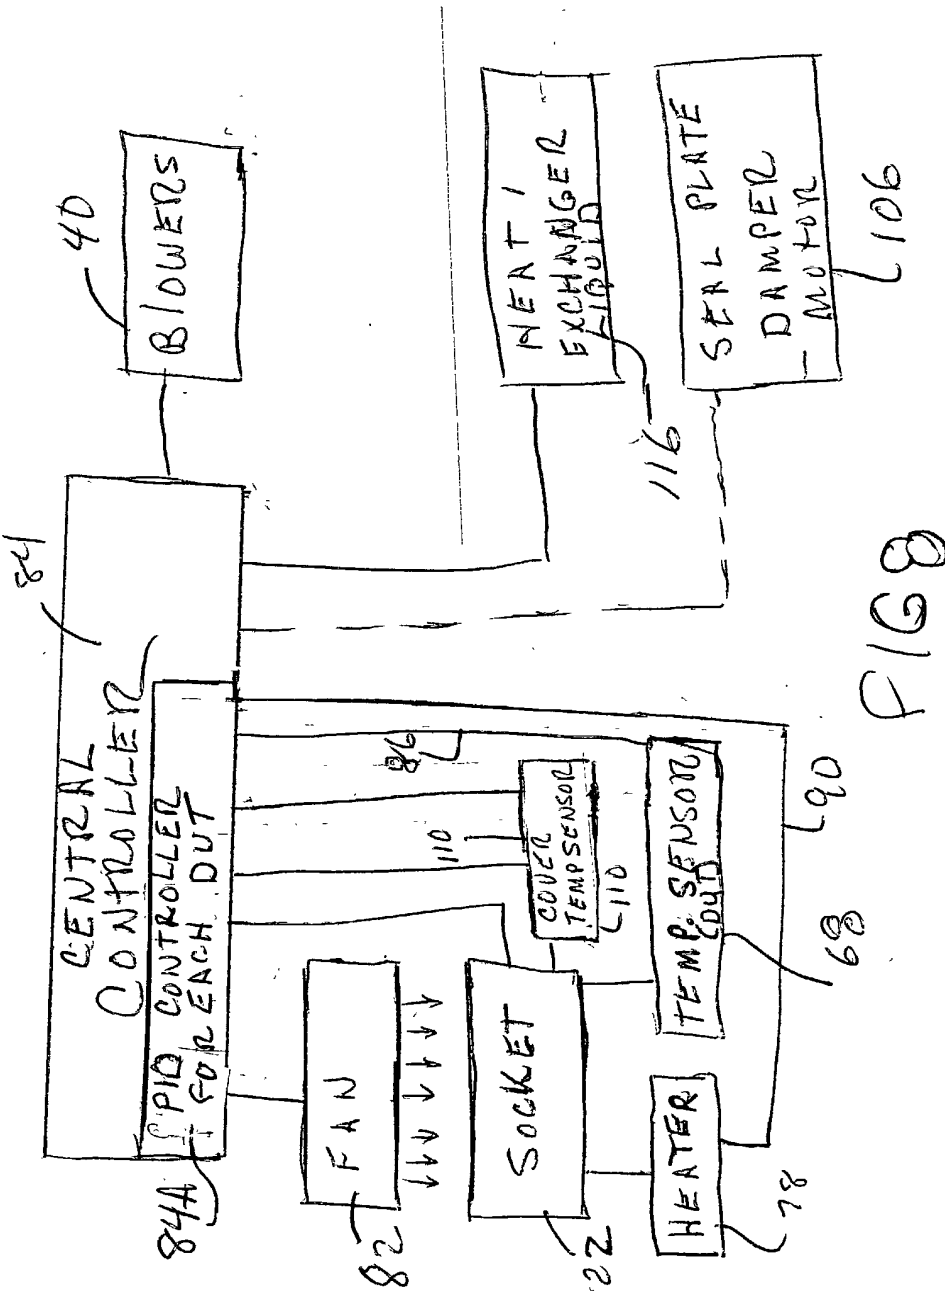 CENTRAL
CONTROLLER
84
PID CONTROLLER
FOR EACH DUT
84A
BlOWERS
40
FAN
82
SOCKET
22
COVER
TEMP SENSOR
110
110
86
TEMP. SENSOR
DUT
68
HEATER
78
90
HEAT
EXCHANGER
LIQUID
116
SEAL PLATE
DAMPER
MOTOR
106
FIG 8